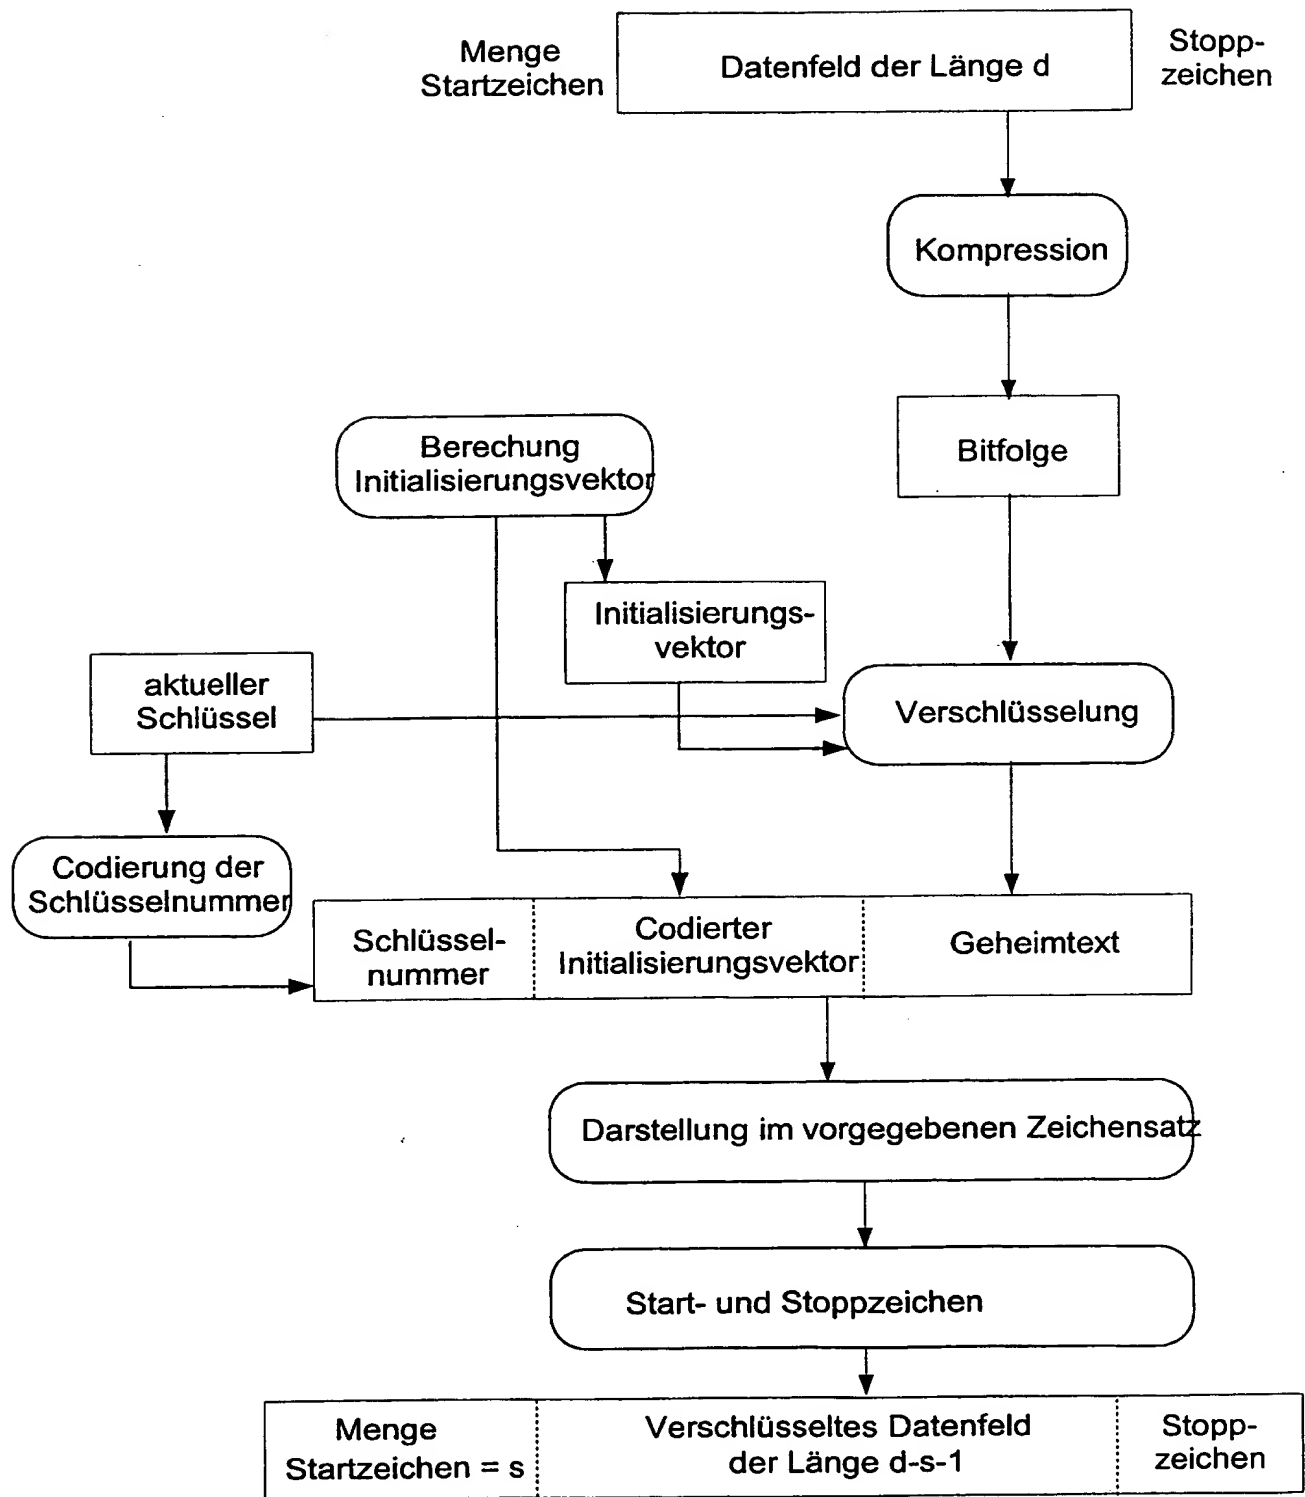 Menge
Startzeichen
Datenfeld der Länge d
Stopp-
zeichen
Kompression
Bitfolge
Berechung
Initialisierungsvektor
Initialisierungs-
vektor
aktueller
Schlüssel
Verschlüsselung
Codierung der
Schlüsselnummer
Schlüssel-
nummer
Codierter
Initialisierungsvektor
Geheimtext
Darstellung im vorgegebenen Zeichensatz
Start- und Stoppzeichen
Menge
Startzeichen = s
Verschlüsseltes Datenfeld
der Länge d-s-1
Stopp-
zeichen